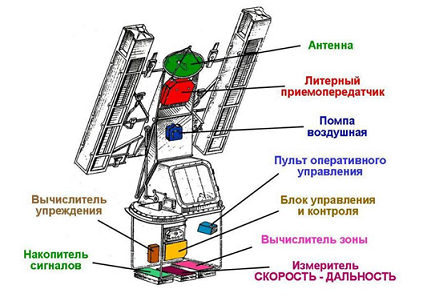 Антенна
Литерный
приемопередатчик
Помпа
воздушная
Пульт оперативного
управления
Вычислитель
упреждения
Блок управления
и контроля
Вычислитель зоны
Накопитель
сигналов
Измеритель
СКОРОСТЬ - ДАЛЬНОСТЬ